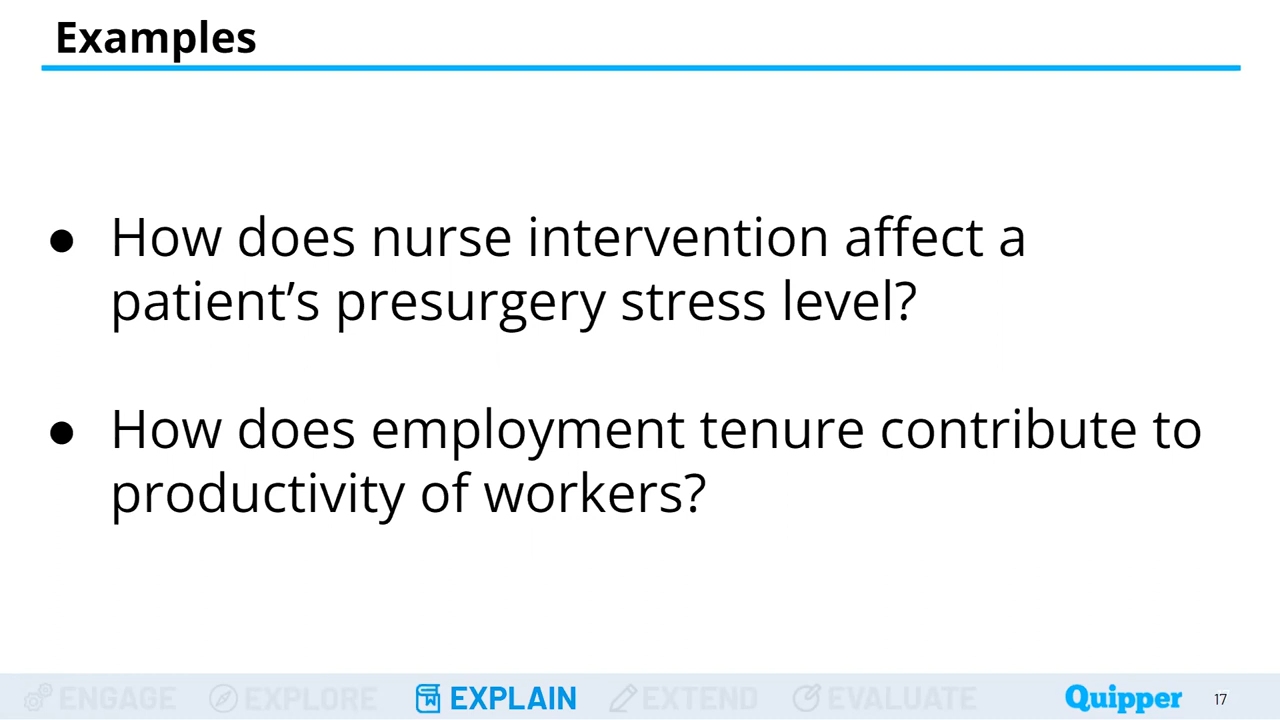 Examples
● How does nurse intervention affect a
patient’s presurgery stress level?
● How does employment tenure contribute to
productivity of workers?
ENGAGE EXPLORE EXPLAIN EXTEND EVALUATE Quipper 17